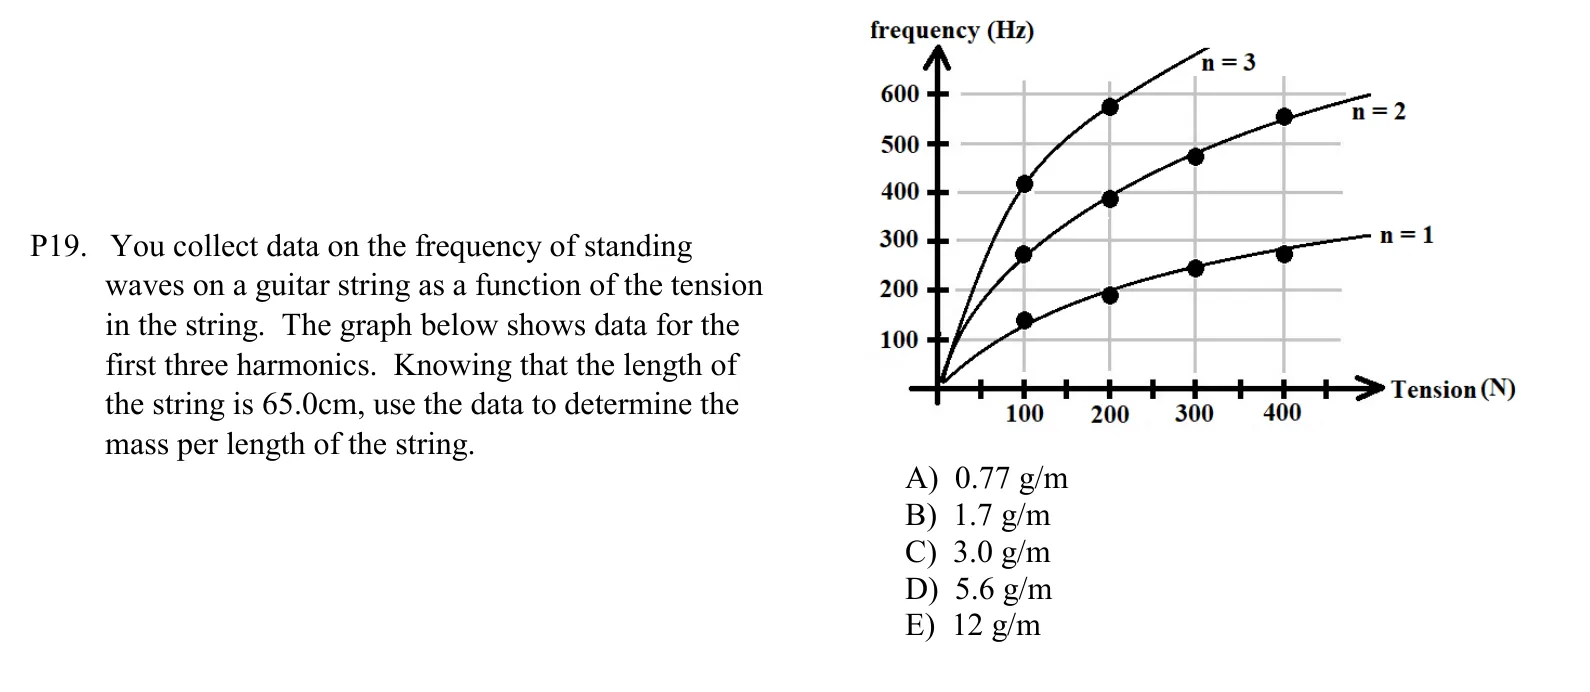 P19. You collect data on the frequency of standing
waves on a guitar string as a function of the tension
in the string. The graph below shows data for the
first three harmonics. Knowing that the length of
the string is 65.0cm, use the data to determine the
mass per length of the string.
frequency (Hz)
n = 3
600
n = 2
500
400
300
n = 1
200
100
Tension (N)
100 200 300 400
A) 0.77 g/m
B) 1.7 g/m
C) 3.0 g/m
D) 5.6 g/m
E) 12 g/m